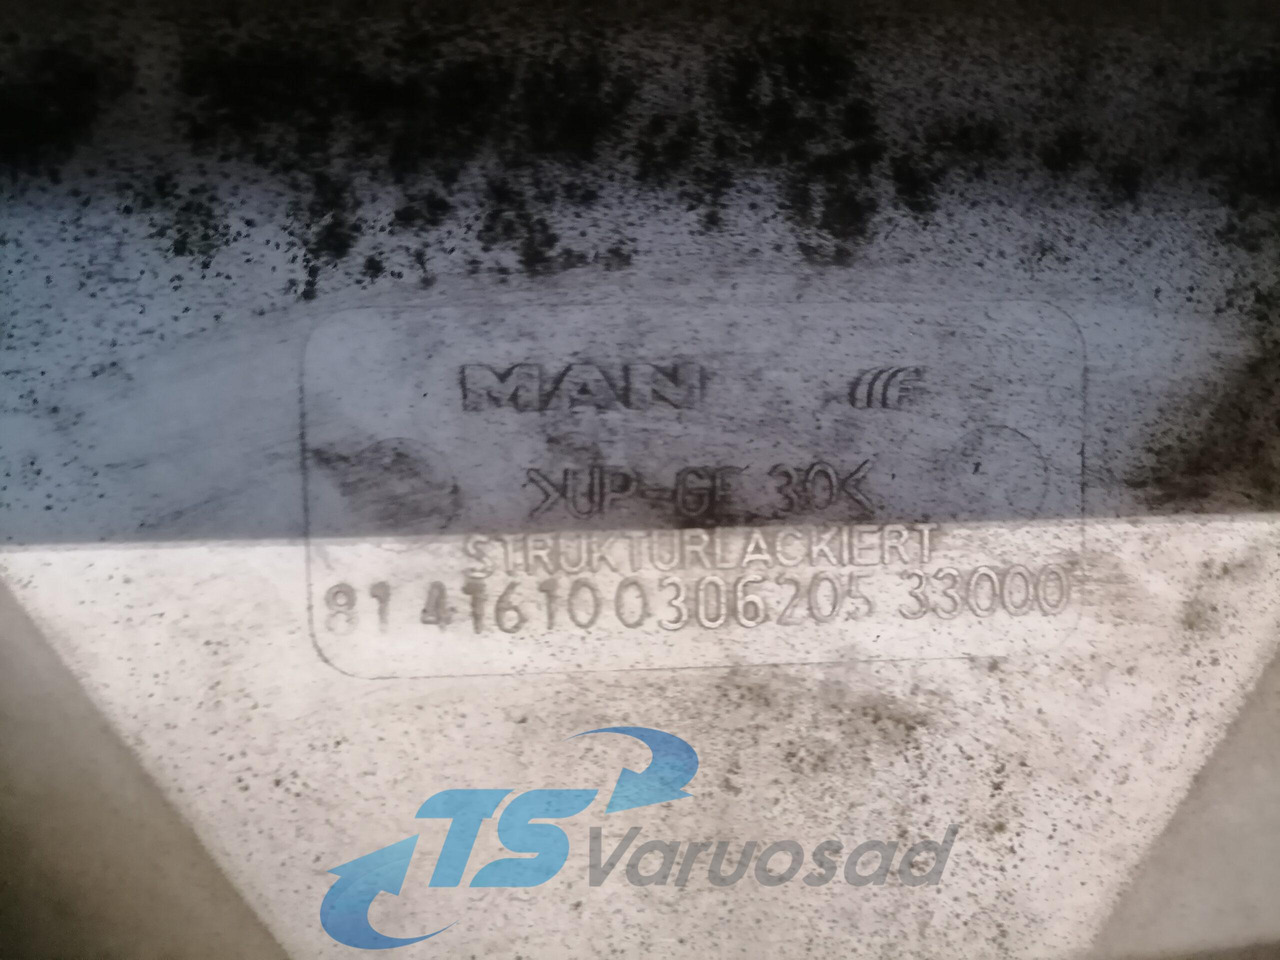 MAN
>UP-GF 30<
STRUKTURLACKIERT
81 41610 0306205 33000
TS Varuosad